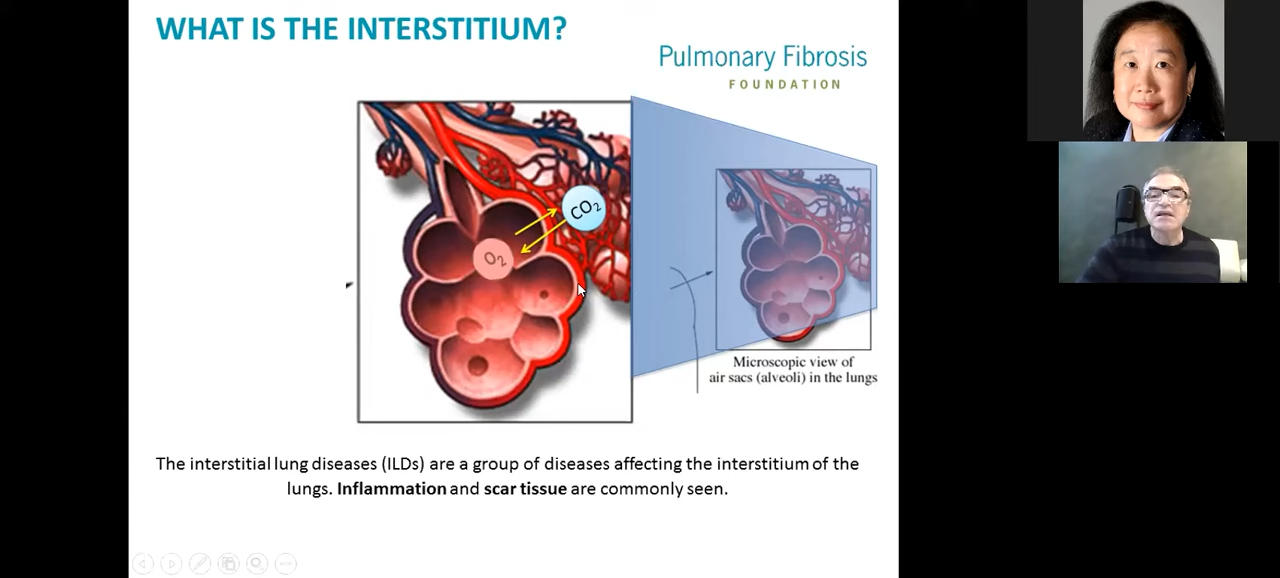 WHAT IS THE INTERSTITIUM?
Pulmonary Fibrosis
FOUNDATION
CO₂
O₂
Microscopic view of
air sacs (alveoli) in the lungs
The interstitial lung diseases (ILDs) are a group of diseases affecting the interstitium of the
lungs. Inflammation and scar tissue are commonly seen.